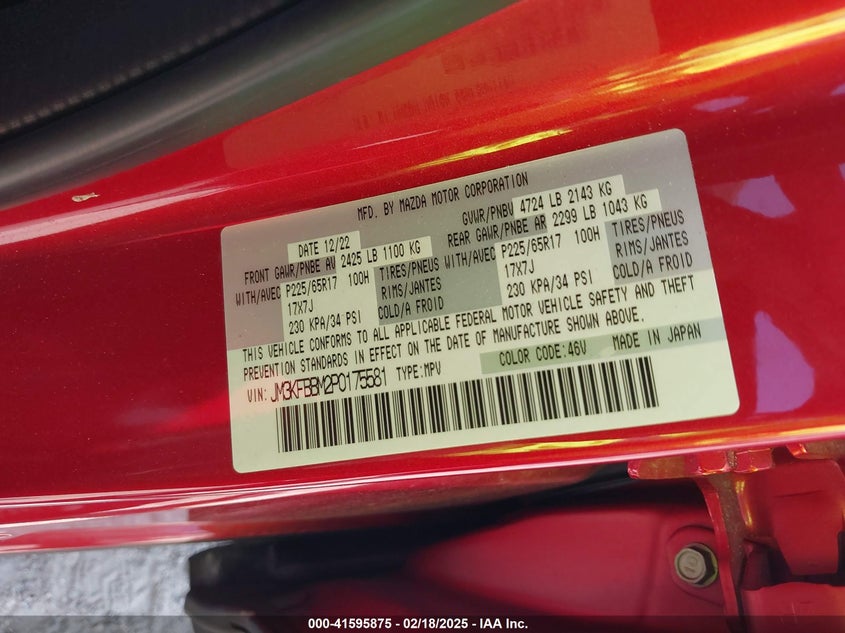 MFD. BY MAZDA MOTOR CORPORATION
DATE 12/22 GVWR/PNBV 4724 LB 2143 KG
FRONT GAWR/PNBE AV 2425 LB 1100 KG REAR GAWR/PNBE AR 2299 LB 1043 KG
WITH/AVEC P225/65R17 100H TIRES/PNEUS WITH/AVEC P225/65R17 100H TIRES/PNEUS
17X7J RIMS/JANTES 17X7J RIMS/JANTES
230 KPA/34 PSI COLD/A FROID 230 KPA/34 PSI COLD/A FROID
THIS VEHICLE CONFORMS TO ALL APPLICABLE FEDERAL MOTOR VEHICLE SAFETY AND THEFT
PREVENTION STANDARDS IN EFFECT ON THE DATE OF MANUFACTURE SHOWN ABOVE.
VIN: JM3KFBBM2P0175581 TYPE:MPV COLOR CODE:46V MADE IN JAPAN
10
000-41595875 - 02/18/2025 - IAA Inc.